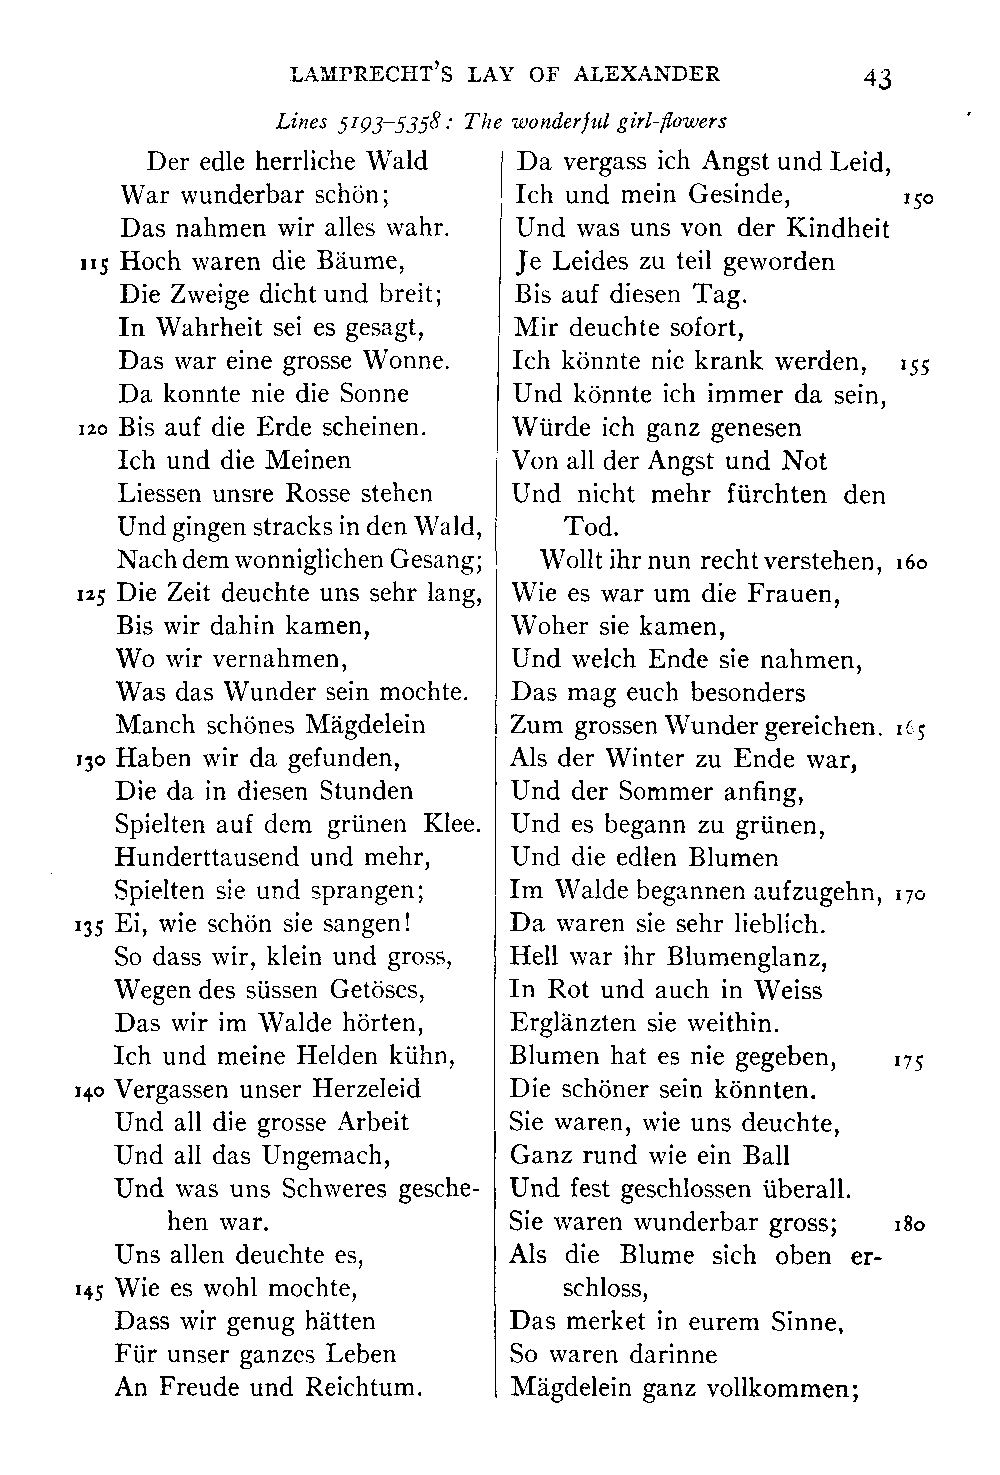 LAMPRECHT'S LAY OF ALEXANDER 43
Lines 5193–5358: The wonderful girl-flowers
Der edle herrliche Wald
War wunderbar schön;
Das nahmen wir alles wahr.
115 Hoch waren die Bäume,
Die Zweige dicht und breit;
In Wahrheit sei es gesagt,
Das war eine grosse Wonne.
Da konnte nie die Sonne
120 Bis auf die Erde scheinen.
Ich und die Meinen
Liessen unsre Rosse stehen
Und gingen stracks in den Wald,
Nach dem wonniglichen Gesang;
125 Die Zeit deuchte uns sehr lang,
Bis wir dahin kamen,
Wo wir vernahmen,
Was das Wunder sein mochte.
Manch schönes Mägdelein
130 Haben wir da gefunden,
Die da in diesen Stunden
Spielten auf dem grünen Klee.
Hunderttausend und mehr,
Spielten sie und sprangen;
135 Ei, wie schön sie sangen!
So dass wir, klein und gross,
Wegen des süssen Getöses,
Das wir im Walde hörten,
Ich und meine Helden kühn,
140 Vergassen unser Herzeleid
Und all die grosse Arbeit
Und all das Ungemach,
Und was uns Schweres gesche-
hen war.
Uns allen deuchte es,
145 Wie es wohl mochte,
Dass wir genug hätten
Für unser ganzes Leben
An Freude und Reichtum.
Da vergass ich Angst und Leid,
Ich und mein Gesinde, 150
Und was uns von der Kindheit
Je Leides zu teil geworden
Bis auf diesen Tag.
Mir deuchte sofort,
Ich könnte nie krank werden, 155
Und könnte ich immer da sein,
Würde ich ganz genesen
Von all der Angst und Not
Und nicht mehr fürchten den
Tod.
Wollt ihr nun recht verstehen, 160
Wie es war um die Frauen,
Woher sie kamen,
Und welch Ende sie nahmen,
Das mag euch besonders
Zum grossen Wunder gereichen. 165
Als der Winter zu Ende war,
Und der Sommer anfing,
Und es begann zu grünen,
Und die edlen Blumen
Im Walde begannen aufzugehn, 170
Da waren sie sehr lieblich.
Hell war ihr Blumenglanz,
In Rot und auch in Weiss
Erglänzten sie weithin.
Blumen hat es nie gegeben, 175
Die schöner sein könnten.
Sie waren, wie uns deuchte,
Ganz rund wie ein Ball
Und fest geschlossen überall.
Sie waren wunderbar gross; 180
Als die Blume sich oben er-
schloss,
Das merket in eurem Sinne,
So waren darinne
Mägdelein ganz vollkommen;